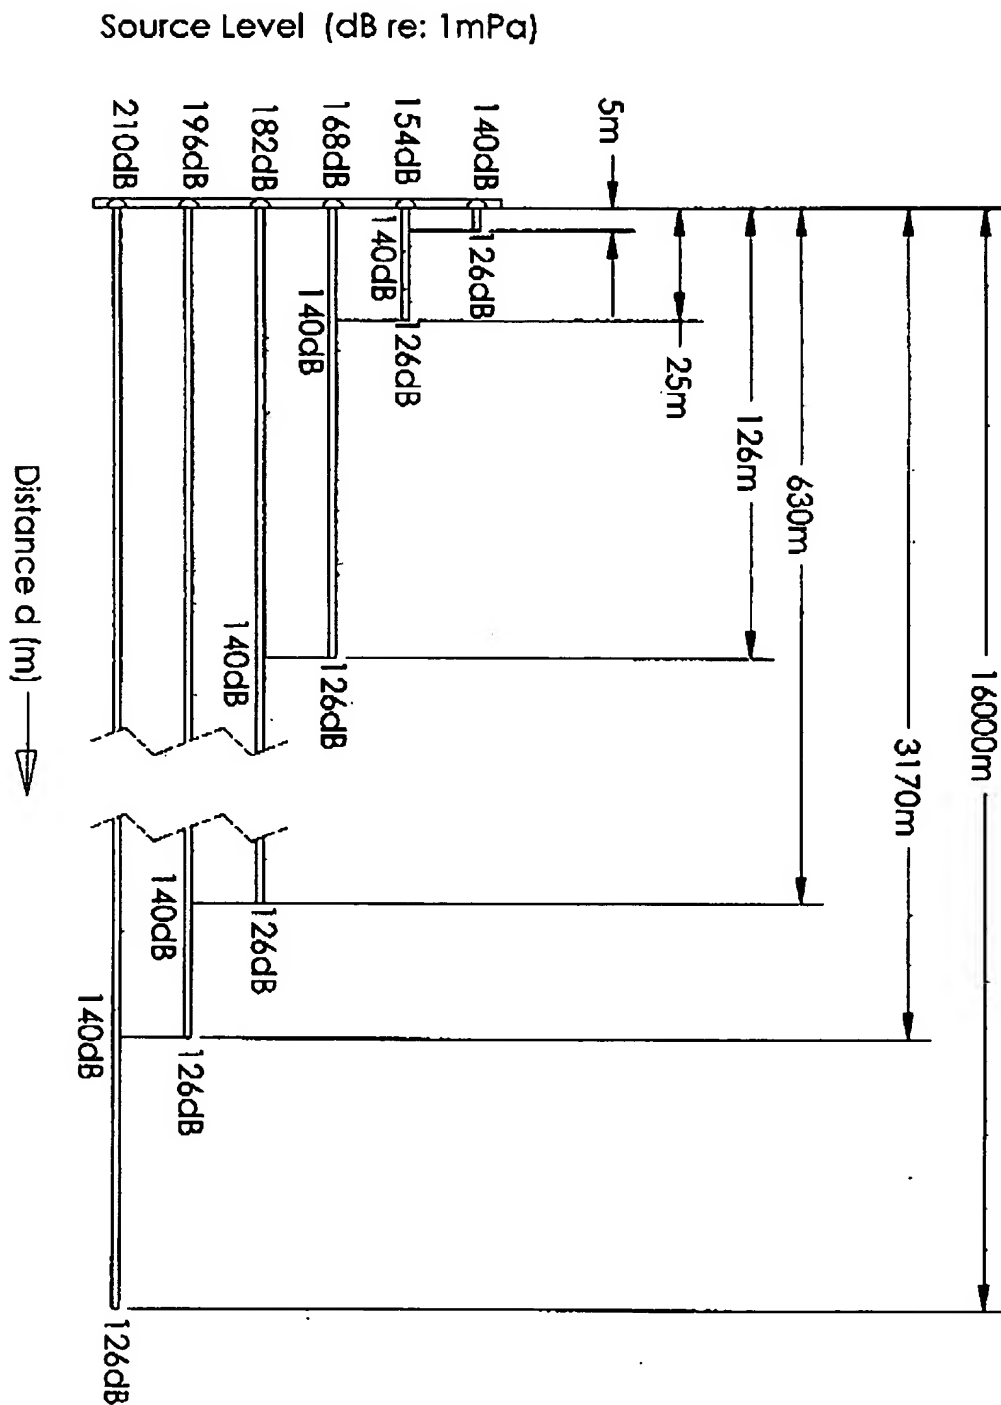 Source Level (dB re: 1mPa)
210dB
196dB
182dB
168dB
154dB
140dB
5m
140dB
126dB
140dB
126dB
25m
126m
630m
140dB
126dB
3170m
16000m
Distance d (m)
140dB
126dB
140dB
126dB
126dB